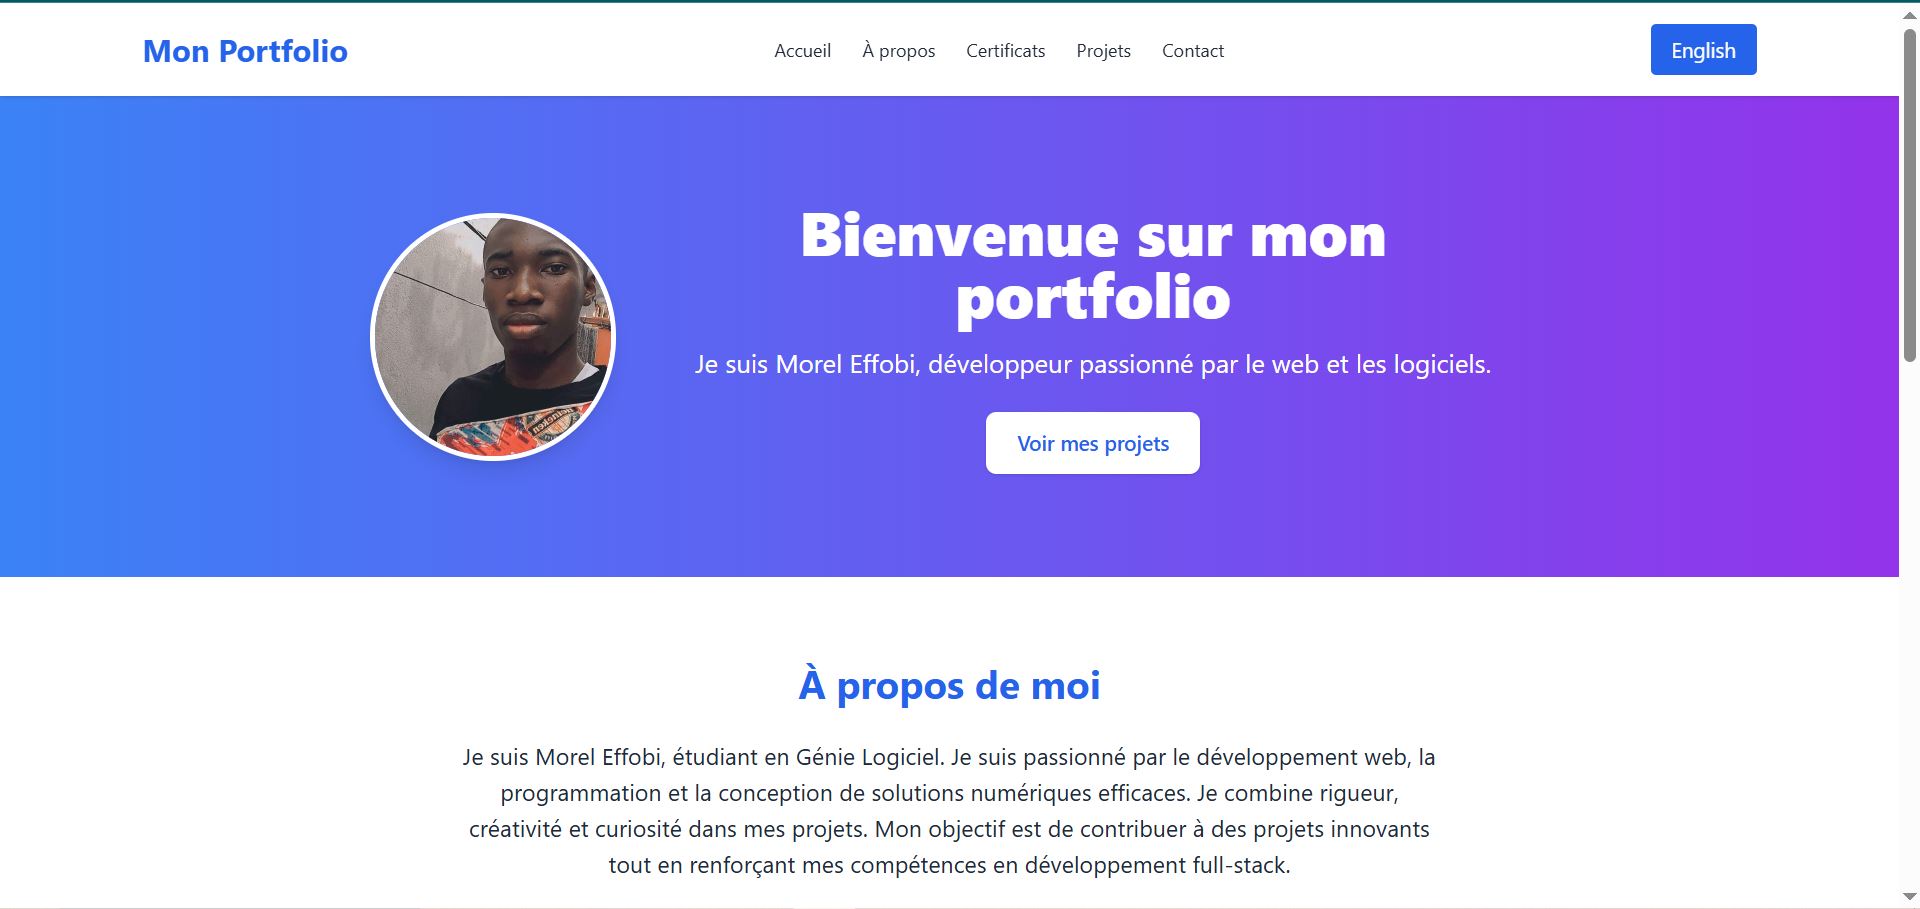 Mon Portfolio
Accueil
À propos
Certificats
Projets
Contact
English
Bienvenue sur mon
portfolio
Je suis Morel Effobi, développeur passionné par le web et les logiciels.
Voir mes projets
À propos de moi
Je suis Morel Effobi, étudiant en Génie Logiciel. Je suis passionné par le développement web, la
programmation et la conception de solutions numériques efficaces. Je combine rigueur,
créativité et curiosité dans mes projets. Mon objectif est de contribuer à des projets innovants
tout en renforçant mes compétences en développement full-stack.